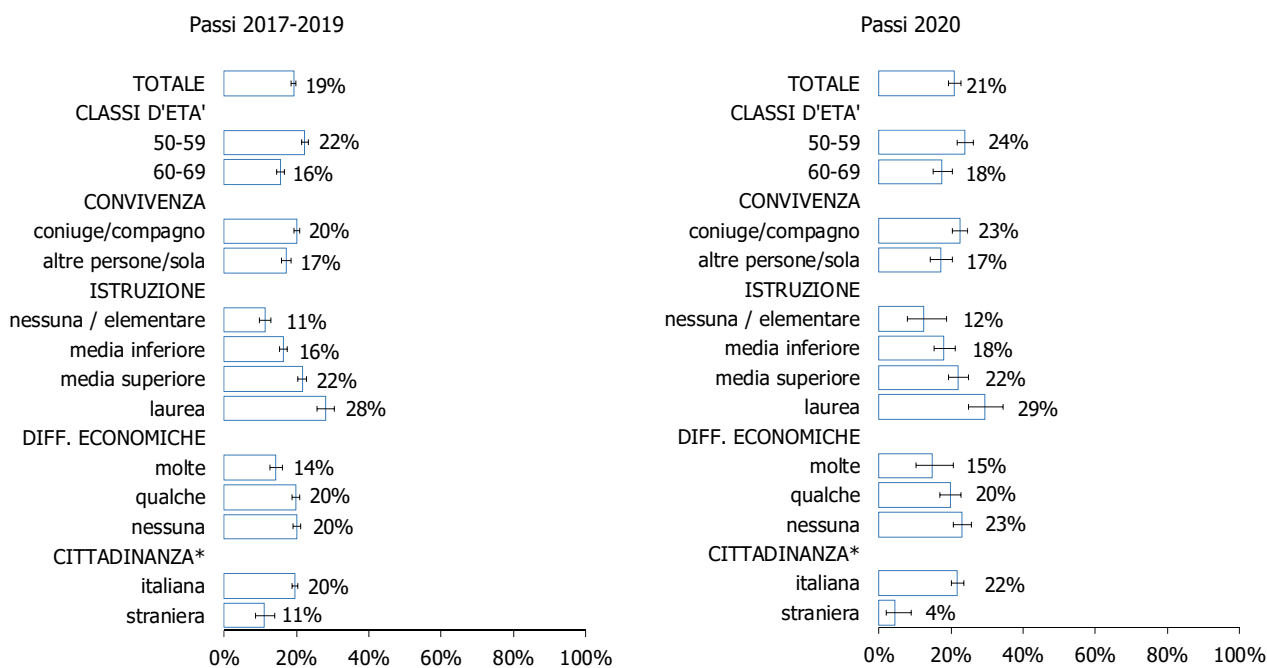 Passi 2017-2019
TOTALE 19%
CLASSI D'ETA'
50-59 22%
60-69 16%
CONVIVENZA
coniuge/compagno 20%
altre persone/sola 17%
ISTRUZIONE
nessuna / elementare 11%
media inferiore 16%
media superiore 22%
laurea 28%
DIFF. ECONOMICHE
molte 14%
qualche 20%
nessuna 20%
CITTADINANZA*
italiana 20%
straniera 11%
0% 20% 40% 60% 80% 100%
Passi 2020
TOTALE 21%
CLASSI D'ETA'
50-59 24%
60-69 18%
CONVIVENZA
coniuge/compagno 23%
altre persone/sola 17%
ISTRUZIONE
nessuna / elementare 12%
media inferiore 18%
media superiore 22%
laurea 29%
DIFF. ECONOMICHE
molte 15%
qualche 20%
nessuna 23%
CITTADINANZA*
italiana 22%
straniera 4%
0% 20% 40% 60% 80% 100%